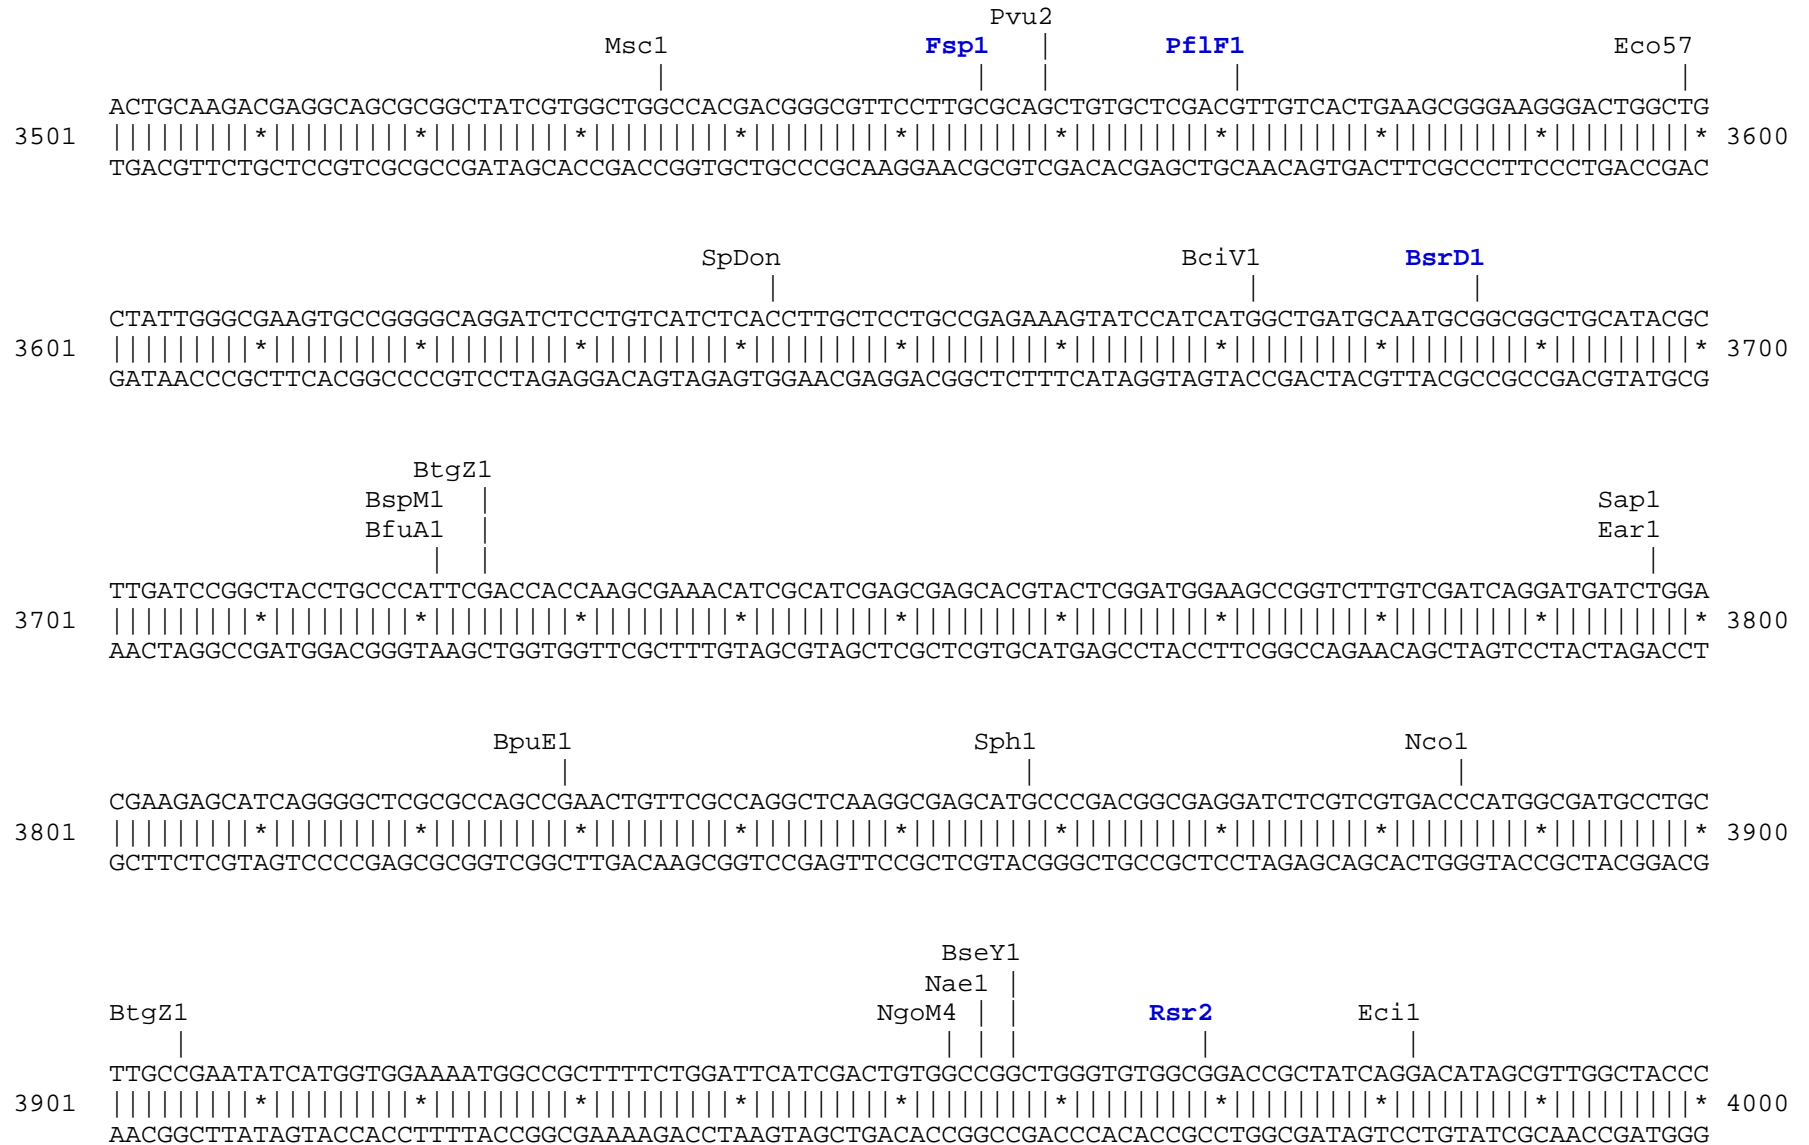 Pvu2
Msc1 Fsp1 | PflF1 Eco57
| | | | |
ACTGCAAGACGAGGCAGCGCGGCTATCGTGGCTGGCCACGACGGGCGTTCCTTGCGCAGCTGTGCTCGACGTTGTCACTGAAGCGGGAAGGGACTGGCTG
3501 |||||||||*|||||||||*|||||||||*|||||||||*|||||||||*|||||||||*|||||||||*|||||||||*|||||||||*|||||||||* 3600
TGACGTTCTGCTCCGTCGCGCCGATAGCACCGACCGGTGCTGCCCGCAAGGAACGCGTCGACACGAGCTGCAACAGTGACTTCGCCCTTCCCTGACCGAC
SpDon BciV1 BsrD1
| | |
CTATTGGGCGAAGTGCCGGGGCAGGATCTCCTGTCATCTCACCTTGCTCCTGCCGAGAAAGTATCCATCATGGCTGATGCAATGCGGCGGCTGCATACGC
3601 |||||||||*|||||||||*|||||||||*|||||||||*|||||||||*|||||||||*|||||||||*|||||||||*|||||||||*|||||||||* 3700
GATAACCCGCTTCACGGCCCCGTCCTAGAGGACAGTAGAGTGGAACGAGGACGGCTCTTTCATAGGTAGTACCGACTACGTTACGCCGCCGACGTATGCG
BtgZ1
BspM1 | Sap1
BfuA1 | Ear1
| | |
TTGATCCGGCTACCTGCCCATTCGACCACCAAGCGAAACATCGCATCGAGCGAGCACGTACTCGGATGGAAGCCGGTCTTGTCGATCAGGATGATCTGGA
3701 |||||||||*|||||||||*|||||||||*|||||||||*|||||||||*|||||||||*|||||||||*|||||||||*|||||||||*|||||||||* 3800
AACTAGGCCGATGGACGGGTAAGCTGGTGGTTCGCTTTGTAGCGTAGCTCGCTCGTGCATGAGCCTACCTTCGGCCAGAACAGCTAGTCCTACTAGACCT
BpuE1 Sph1 Nco1
| | |
CGAAGAGCATCAGGGGCTCGCGCCAGCCGAACTGTTCGCCAGGCTCAAGGCGAGCATGCCCGACGGCGAGGATCTCGTCGTGACCCATGGCGATGCCTGC
3801 |||||||||*|||||||||*|||||||||*|||||||||*|||||||||*|||||||||*|||||||||*|||||||||*|||||||||*|||||||||* 3900
GCTTCTCGTAGTCCCCGAGCGCGGTCGGCTTGACAAGCGGTCCGAGTTCCGCTCGTACGGGCTGCCGCTCCTAGAGCAGCACTGGGTACCGCTACGGACG
BseY1
Nae1 |
BtgZ1 NgoM4 | | Rsr2 Eci1
| | | | | |
TTGCCGAATATCATGGTGGAAAATGGCCGCTTTTCTGGATTCATCGACTGTGGCCGGCTGGGTGTGGCGGACCGCTATCAGGACATAGCGTTGGCTACCC
3901 |||||||||*|||||||||*|||||||||*|||||||||*|||||||||*|||||||||*|||||||||*|||||||||*|||||||||*|||||||||* 4000
AACGGCTTATAGTACCACCTTTTACCGGCGAAAAGACCTAAGTAGCTGACACCGGCCGACCCACACCGCCTGGCGATAGTCCTGTATCGCAACCGATGGG